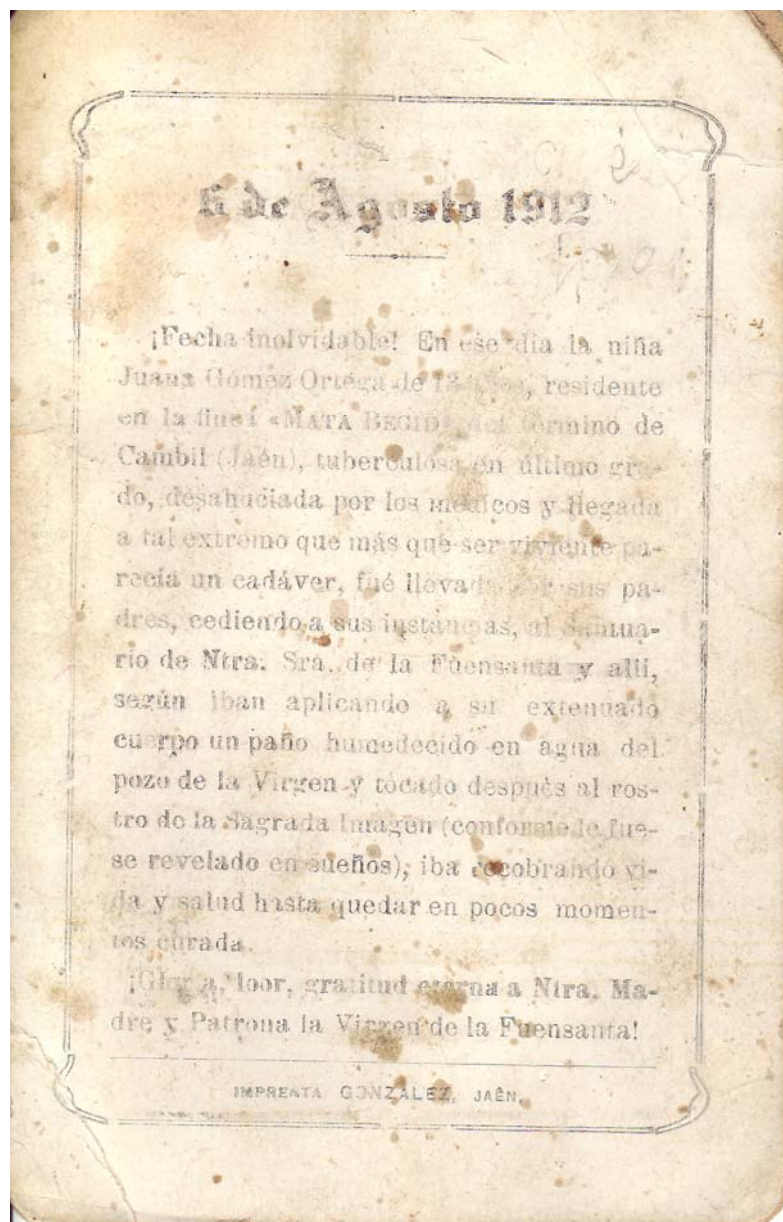 de Agosto 1912
¡Fecha inolvidable! En ese dia la niña
Juana Gómez Ortéga de 13 residente
en la «MATA BEGID» del término de
Cambil (Jaén), tuberculosa en último gra-
do, desahuciada por los médicos y llegada
a tal extremo que más que ser viviente pa-
recía un cadáver, fué llevada por sus pa-
dres, cediendo a sus instancias, al Santua-
rio de Ntra. Sra. de la Fuensanta y allí,
según iban aplicando a su extenuado
cuerpo un paño humedecido en agua del
pozo de la Virgen y tocado después al ros-
tro de la Sagrada Imagen (conforme le fue-
se revelado en sueños), iba recobrando vi-
da y salud hasta quedar en pocos momen-
tos curada.
¡Gloria, loor, gratitud eterna a Ntra. Ma-
dre y Patrona la Virgen de la Fuensanta!
IMPRENTA GONZALEZ, JAÉN.